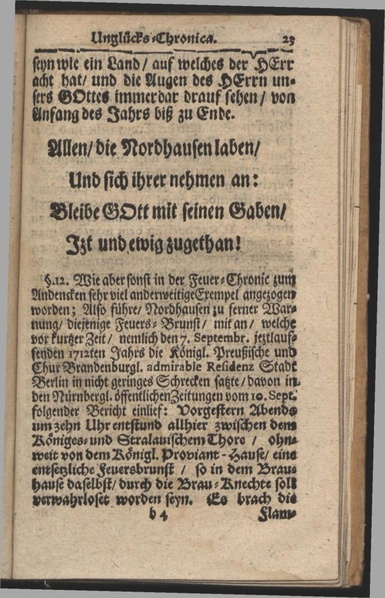 Unglücks-Chronica. 23
seyn wie ein Land/ auf welches der HErr
acht hat/ und die Augen des HErrn un-
sers GOttes immerdar drauf sehen/ von
Anfang des Jahrs biß zu Ende.
Allen/ die Nordhausen laben/
Und sich ihrer nehmen an:
Bleibe GOtt mit seinen Gaben/
Jzt und ewig zugethan!
§.12. Wie aber sonst in der Feuer-Chronic zum
Andencken sehr viel anderweitige Exempel angezogen
worden; Also führe/ Nordhausen zu ferner War-
nung/ diejenige Feuers-Brunst/ mit an/ welche
vor kurtzer Zeit/ nemlich den 7. Septembr. jeztlauf-
fenden 1712ten Jahrs die Königl. Preußische und
Chur Brandenburgl. admirable Residenz Stadt
Berlin in nicht geringes Schrecken sazte/ davon in
den Nürnbergl. öffentlichen Zeitungen vom 10. Sept.
folgender Bericht einlief: Vorgestern Abends
um zehn Uhr entstund allhier zwischen dem
Königes- und Stralauischem Thore/ ohn-
weit von dem Königl. Proviant-Hause/ eine
entsetzliche Feuersbrunst/ so in dem Brau-
hause daselbst/ durch die Brau-Knechte soll
verwahrloset worden seyn. Es brach die
b 4 Flam-